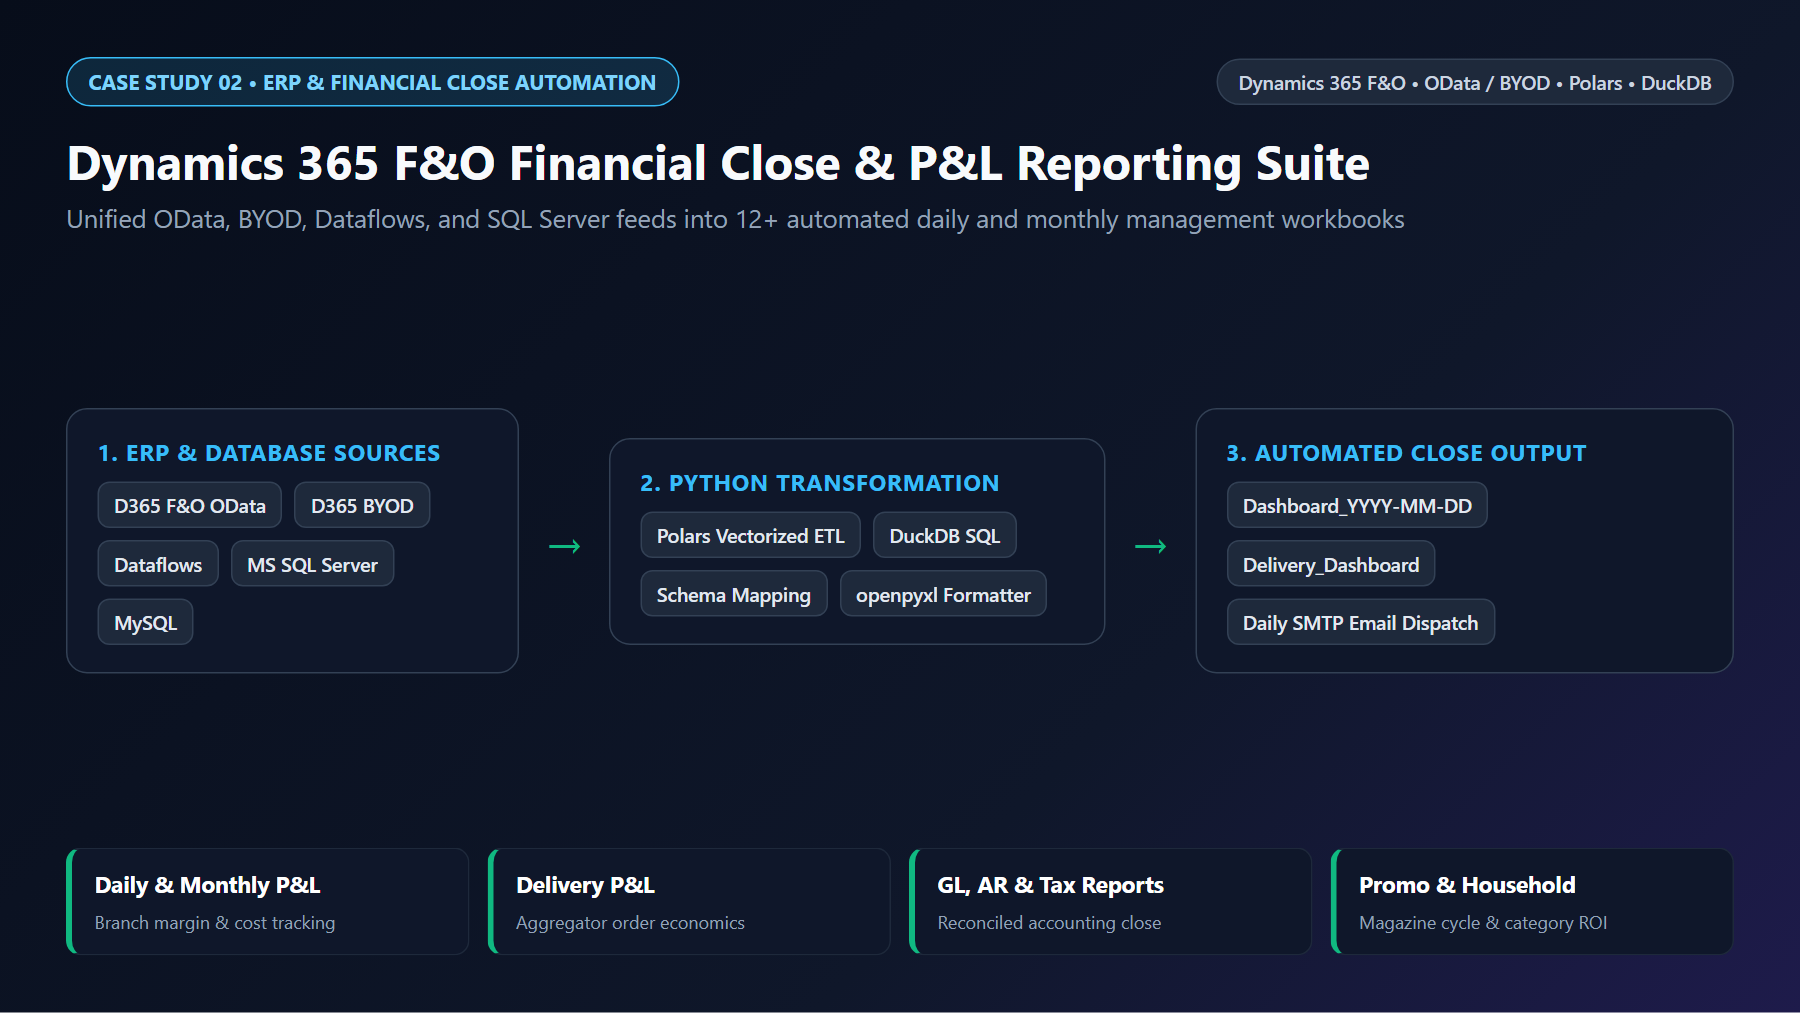 CASE STUDY 02 • ERP & FINANCIAL CLOSE AUTOMATION
Dynamics 365 F&O • OData / BYOD • Polars • DuckDB
Dynamics 365 F&O Financial Close & P&L Reporting Suite
Unified OData, BYOD, Dataflows, and SQL Server feeds into 12+ automated daily and monthly management workbooks
1. ERP & DATABASE SOURCES
D365 F&O OData
D365 BYOD
Dataflows
MS SQL Server
MySQL
→
2. PYTHON TRANSFORMATION
Polars Vectorized ETL
DuckDB SQL
Schema Mapping
openpyxl Formatter
→
3. AUTOMATED CLOSE OUTPUT
Dashboard_YYYY-MM-DD
Delivery_Dashboard
Daily SMTP Email Dispatch
Daily & Monthly P&L
Branch margin & cost tracking
Delivery P&L
Aggregator order economics
GL, AR & Tax Reports
Reconciled accounting close
Promo & Household
Magazine cycle & category ROI